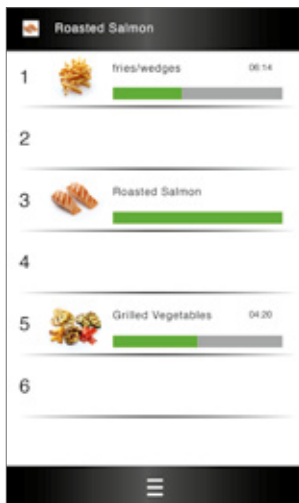 Roasted Salmon
1 fries/wedges 06:14
2
3 Roasted Salmon
4
5 Grilled Vegetables 04:20
6